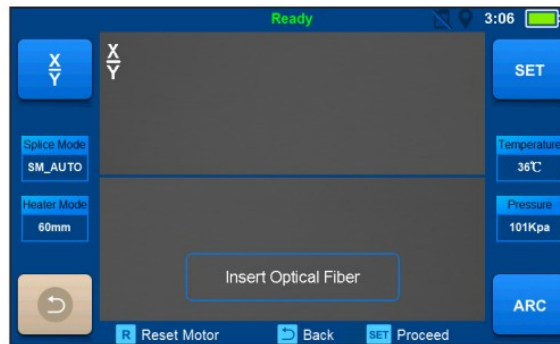 Ready
3:06
X
Y
X
Y
SET
Splice Mode
SM_AUTO
Temperature
36℃
Heater Mode
60mm
Pressure
101Kpa
Insert Optical Fiber
ARC
R Reset Motor Back SET Proceed